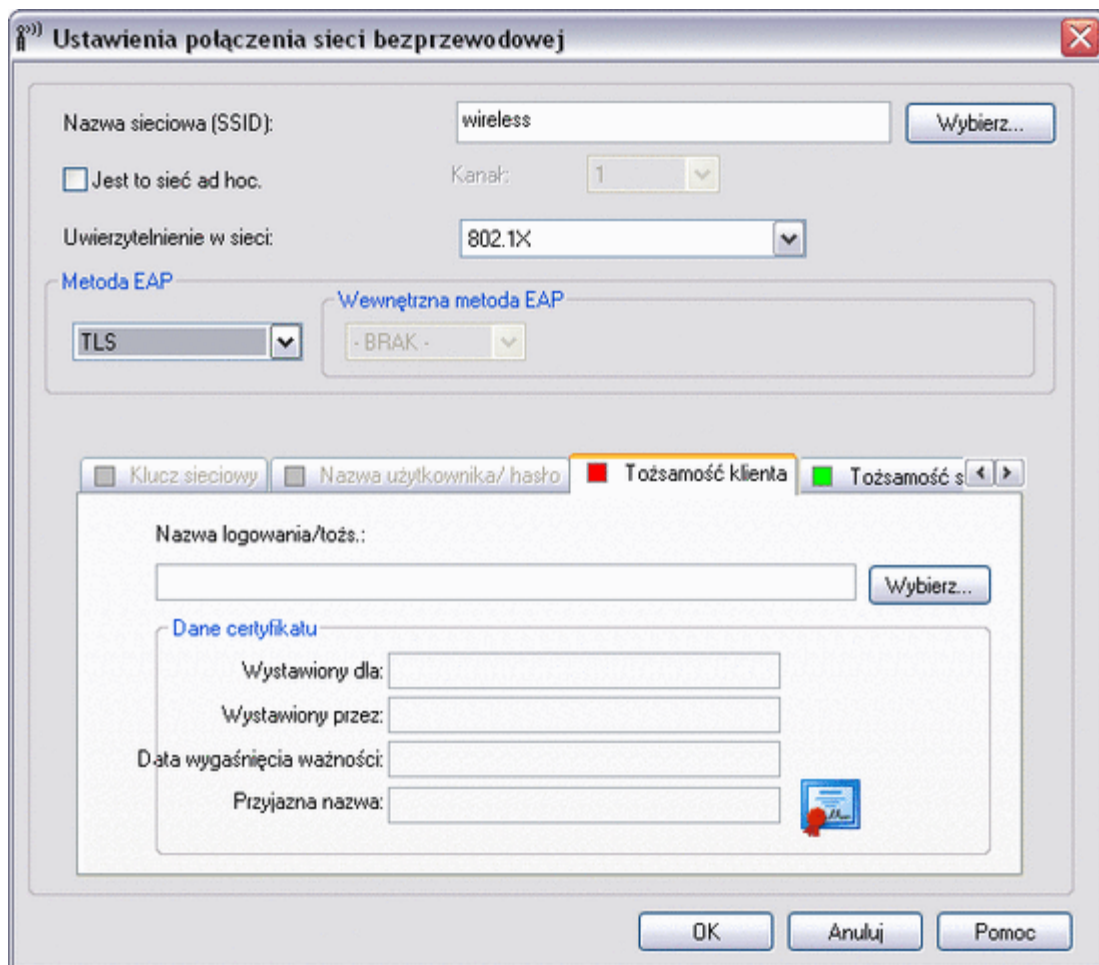 Ustawienia połączenia sieci bezprzewodowej
Nazwa sieciowa (SSID): wireless Wybierz...
Jest to sieć ad hoc. Kanał: 1
Uwierzytelnienie w sieci: 802.1X
Metoda EAP
Wewnętrzna metoda EAP
TLS - BRAK -
Klucz sieciowy Nazwa użytkownika/ hasło Tożsamość klienta Tożsamość s
Nazwa logowania/tożs.:
Wybierz...
Dane certyfikatu
Wystawiony dla:
Wystawiony przez:
Data wygaśnięcia ważności:
Przyjazna nazwa:
OK Anuluj Pomoc